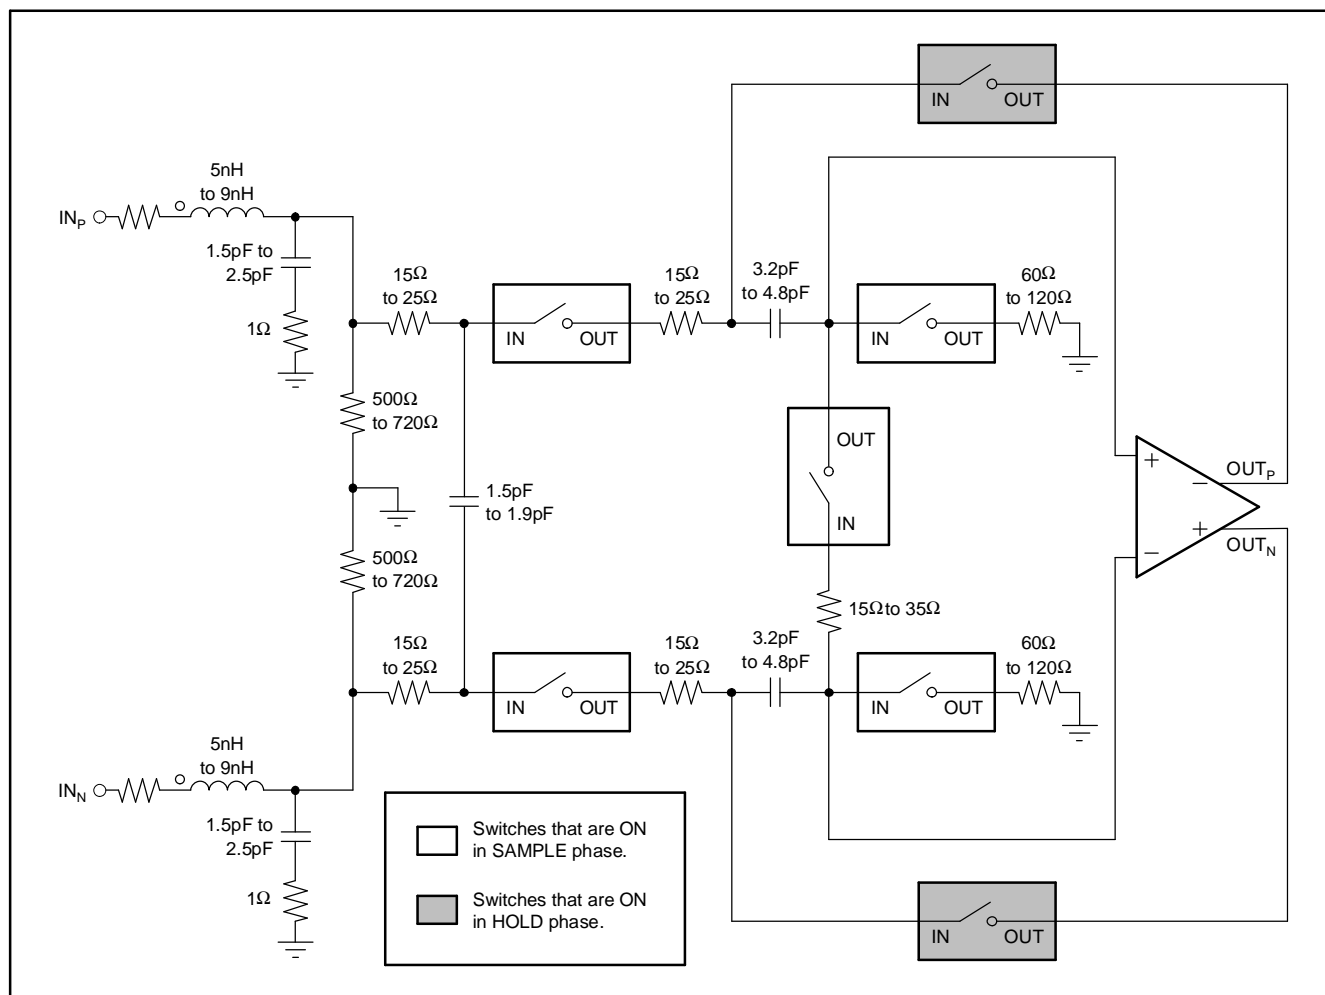 IN OUT
5nH
to 9nH
INP
1.5pF to
2.5pF
1Ω
15Ω
to 25Ω
IN OUT
15Ω
to 25Ω
3.2pF
to 4.8pF
IN OUT
60Ω
to 120Ω
500Ω
to 720Ω
OUT
IN
1.5pF
to 1.9pF
+
−
−
+
OUTP
OUTN
500Ω
to 720Ω
15Ω to 35Ω
15Ω
to 25Ω
IN OUT
15Ω
to 25Ω
3.2pF
to 4.8pF
IN OUT
60Ω
to 120Ω
5nH
to 9nH
INN
1.5pF to
2.5pF
1Ω
Switches that are ON
in SAMPLE phase.
Switches that are ON
in HOLD phase.
IN OUT